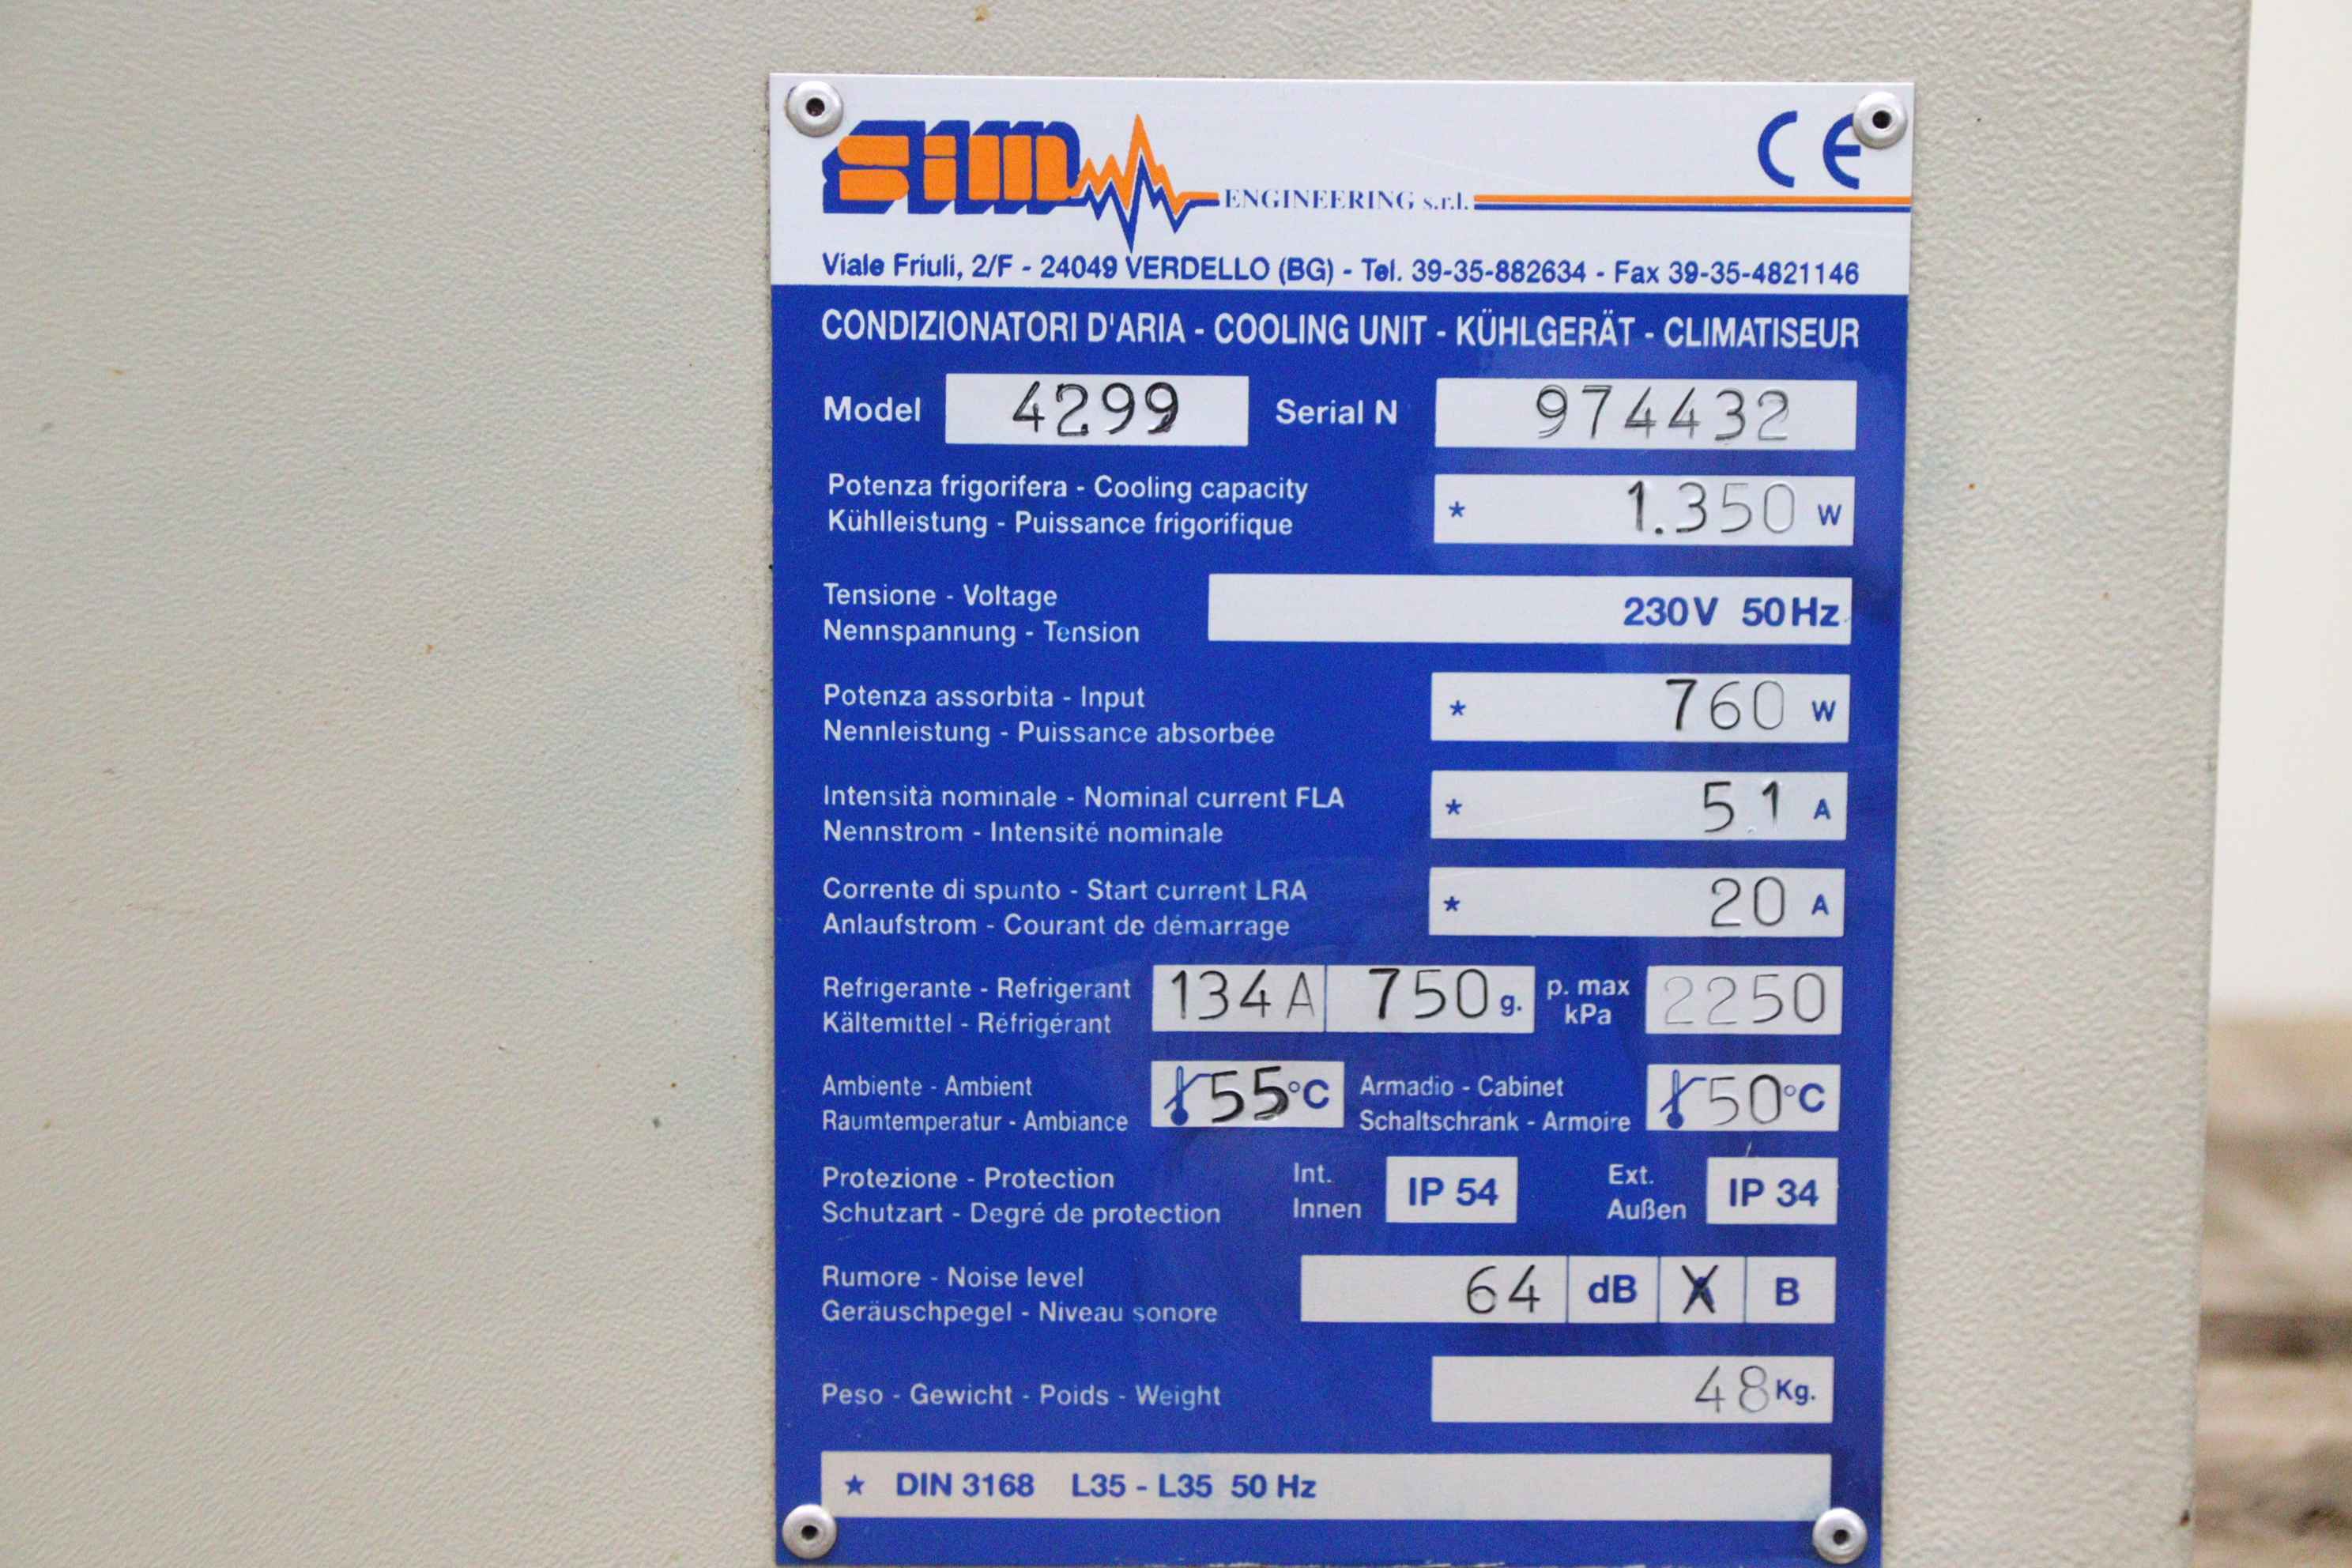 sim ENGINEERING s.r.l. CE
Viale Friuli, 2/F - 24049 VERDELLO (BG) - Tel. 39-35-882634 - Fax 39-35-4821146
CONDIZIONATORI D'ARIA - COOLING UNIT - KÜHLGERÄT - CLIMATISEUR
Model 4299 Serial N 974432
Potenza frigorifera - Cooling capacity
Kühlleistung - Puissance frigorifique
* 1.350 W
Tensione - Voltage
Nennspannung - Tension
230V 50Hz
Potenza assorbita - Input
Nennleistung - Puissance absorbée
* 760 W
Intensità nominale - Nominal current FLA
Nennstrom - Intensité nominale
* 5.1 A
Corrente di spunto - Start current LRA
Anlaufstrom - Courant de démarrage
* 20 A
Refrigerante - Refrigerant
Kältemittel - Réfrigérant
134A 750 g.
p. max
kPa
2250
Ambiente - Ambient
Raumtemperatur - Ambiance
55°C
Armadio - Cabinet
Schaltschrank - Armoire
50°C
Protezione - Protection
Schutzart - Degré de protection
Int.
Innen
IP 54
Ext.
Außen
IP 34
Rumore - Noise level
Geräuschpegel - Niveau sonore
64 dB X B
Peso - Gewicht - Poids - Weight
48 Kg.
* DIN 3168 L35 - L35 50 Hz